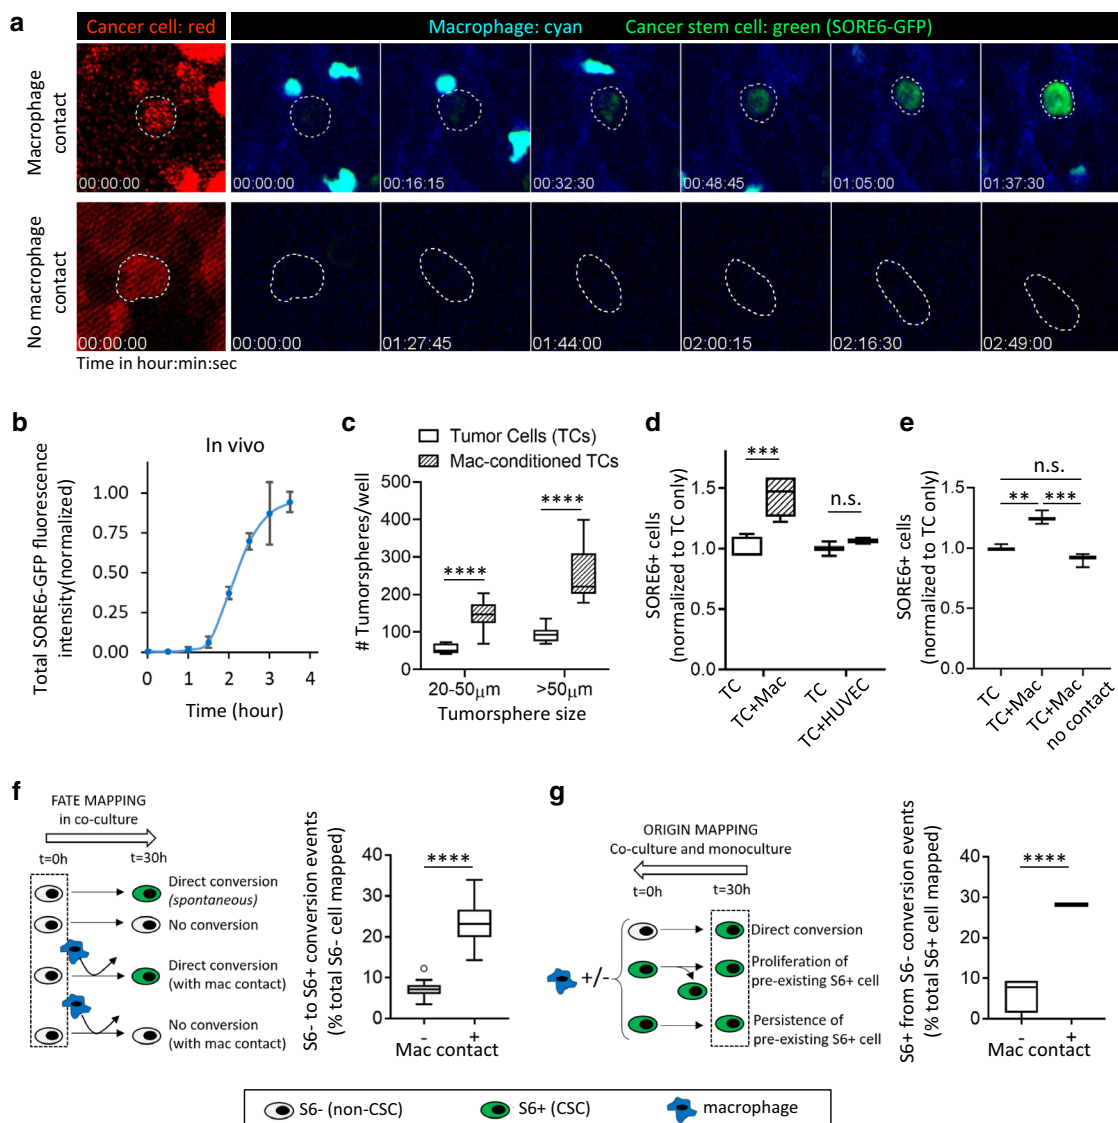 a
Cancer cell: red
Macrophage: cyan
Cancer stem cell: green (SORE6-GFP)
Macrophage
contact
00:00:00
00:00:00
00:16:15
00:32:30
00:48:45
01:05:00
01:37:30
No macrophage
contact
00:00:00
00:00:00
01:27:45
01:44:00
02:00:15
02:16:30
02:49:00
Time in hour:min:sec
b
In vivo
Total SORE6-GFP fluorescence
intensity(normalized)
1.00
0.75
0.50
0.25
0.00
0 1 2 3 4
Time (hour)
c
Tumor Cells (TCs)
Mac-conditioned TCs
# Tumorspheres/well
500
400
300
200
100
0
****
****
20-50μm
>50μm
Tumorsphere size
d
SORE6+ cells
(normalized to TC only)
1.5
1.0
0.5
0.0
***
n.s.
TC
TC+Mac
TC
TC+HUVEC
e
SORE6+ cells
(normalized to TC only)
1.5
1.0
0.5
0.0
n.s.
**
***
TC
TC+Mac
TC+Mac
no contact
f
FATE MAPPING
in co-culture
t=0h
t=30h
Direct conversion
(spontaneous)
No conversion
Direct conversion
(with mac contact)
No conversion
(with mac contact)
S6- to S6+ conversion events
(% total S6- cell mapped)
40
30
20
10
0
****
- +
Mac contact
g
ORIGIN MAPPING
Co-culture and monoculture
t=0h
t=30h
+/-
Direct conversion
Proliferation of
pre-existing S6+ cell
Persistence of
pre-existing S6+ cell
S6+ from S6- conversion events
(% total S6+ cell mapped)
40
30
20
10
0
****
- +
Mac contact
S6- (non-CSC)
S6+ (CSC)
macrophage